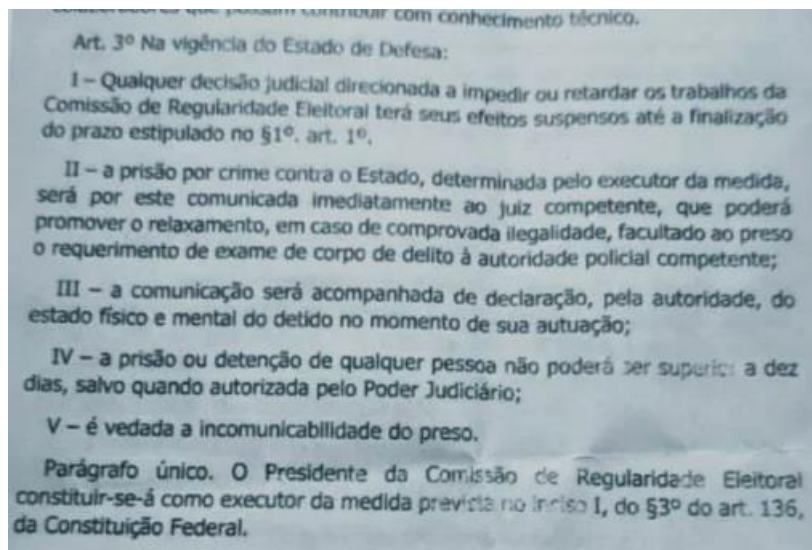 colaboradores que possam contribuir com conhecimento técnico.
Art. 3º Na vigência do Estado de Defesa:
I – Qualquer decisão judicial direcionada a impedir ou retardar os trabalhos da
Comissão de Regularidade Eleitoral terá seus efeitos suspensos até a finalização
do prazo estipulado no §1º. art. 1º.
II – a prisão por crime contra o Estado, determinada pelo executor da medida,
será por este comunicada imediatamente ao juiz competente, que poderá
promover o relaxamento, em caso de comprovada ilegalidade, facultado ao preso
o requerimento de exame de corpo de delito à autoridade policial competente;
III – a comunicação será acompanhada de declaração, pela autoridade, do
estado físico e mental do detido no momento de sua autuação;
IV – a prisão ou detenção de qualquer pessoa não poderá ser superior a dez
dias, salvo quando autorizada pelo Poder Judiciário;
V – é vedada a incomunicabilidade do preso.
Parágrafo único. O Presidente da Comissão de Regularidade Eleitoral
constituir-se-á como executor da medida prevista no inciso I, do §3º do art. 136,
da Constituição Federal.